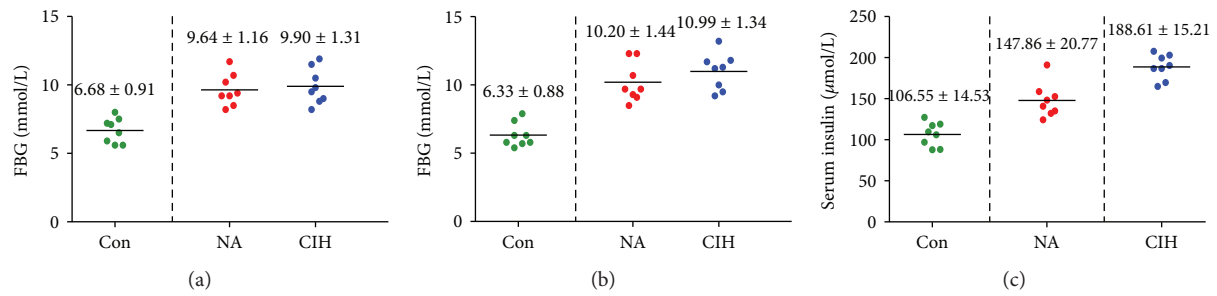 FBG (mmol/L)
15
10
5
0
6.68 ± 0.91
9.64 ± 1.16
9.90 ± 1.31
Con
NA
CIH
(a)
FBG (mmol/L)
15
10
5
0
6.33 ± 0.88
10.20 ± 1.44
10.99 ± 1.34
Con
NA
CIH
(b)
Serum insulin (μmol/L)
250
200
150
100
50
0
106.55 ± 14.53
147.86 ± 20.77
188.61 ± 15.21
Con
NA
CIH
(c)